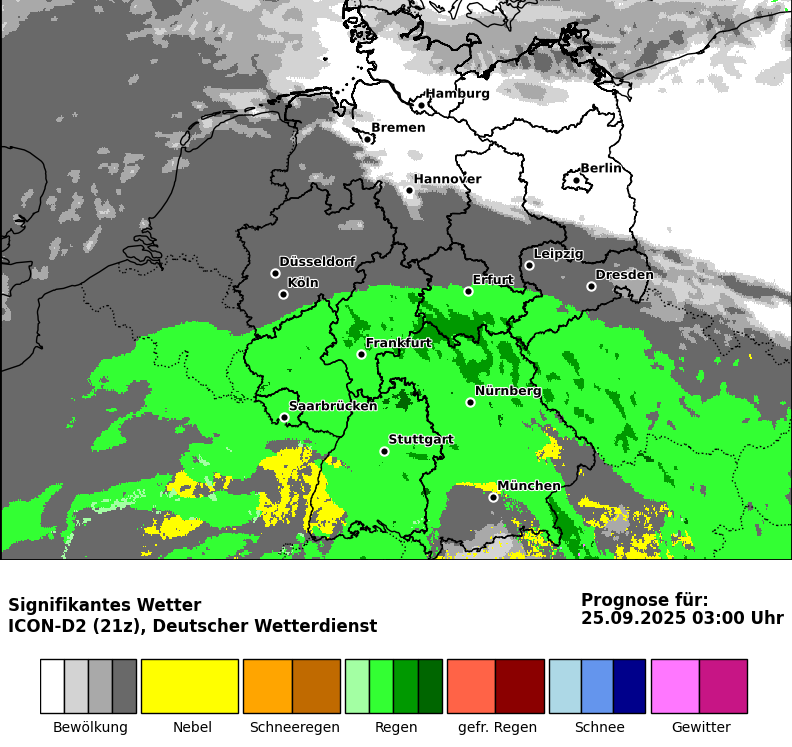 Hamburg
Bremen
Berlin
Hannover
Leipzig
Düsseldorf
Dresden
Köln
Erfurt
Frankfurt
Nürnberg
Saarbrücken
Stuttgart
München
Signifikantes Wetter
ICON-D2 (21z), Deutscher Wetterdienst
Prognose für:
25.09.2025 03:00 Uhr
Bewölkung Nebel Schneeregen Regen gefr. Regen Schnee Gewitter